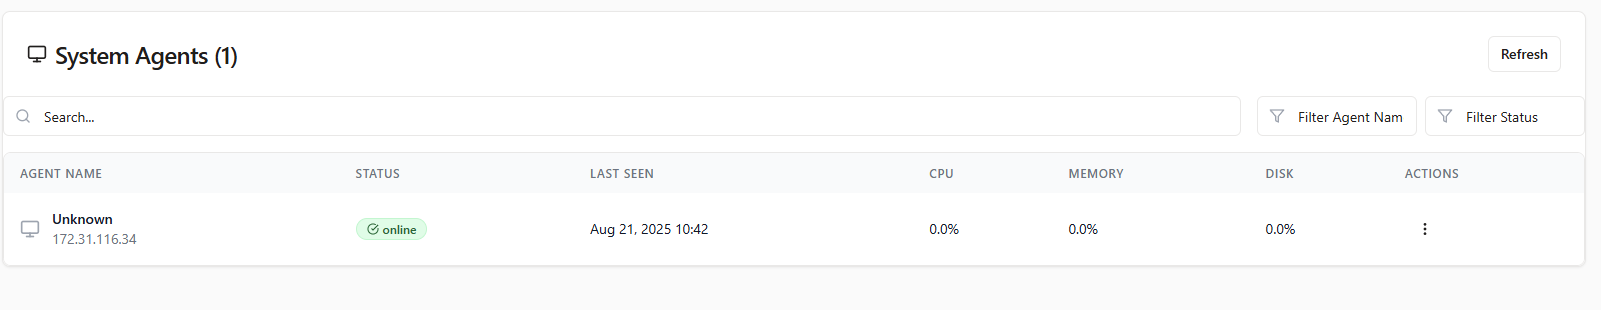 System Agents (1)
Refresh
Search...
Filter Agent Nam
Filter Status
AGENT NAME STATUS LAST SEEN CPU MEMORY DISK ACTIONS
Unknown
172.31.116.34
online
Aug 21, 2025 10:42
0.0%
0.0%
0.0%